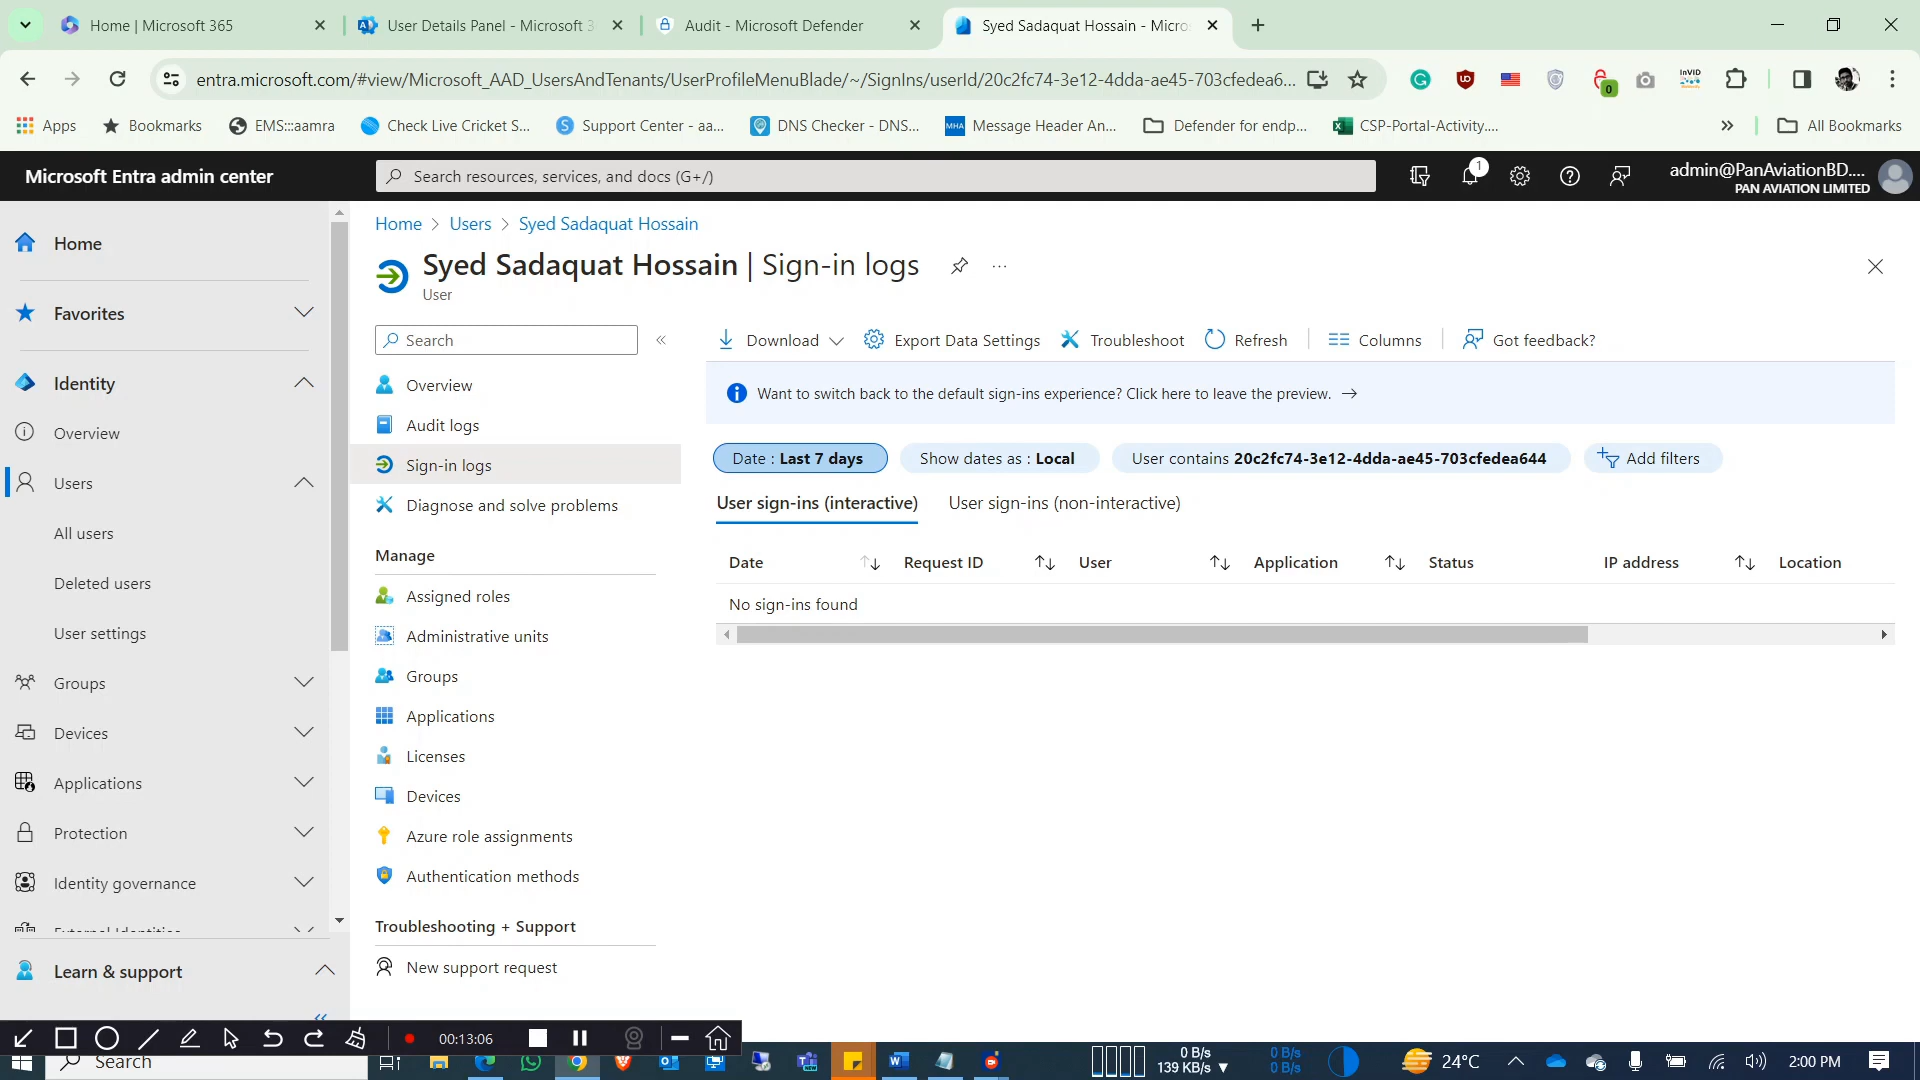 Home | Microsoft 365
User Details Panel - Microsoft 3
Audit - Microsoft Defender
Syed Sadaquat Hossain - Micro
entra.microsoft.com/#view/Microsoft_AAD_UsersAndTenants/UserProfileMenuBlade/~/SignIns/userId/20c2fc74-3e12-4dda-ae45-703cfedea6...
0
InVID
Apps
Bookmarks
EMS:::aamra
Check Live Cricket S...
Support Center - aa...
DNS Checker - DNS...
MHA
Message Header An...
Defender for endp...
CSP-Portal-Activity....
All Bookmarks
Microsoft Entra admin center
Search resources, services, and docs (G+/)
1
admin@PanAviationBD....
PAN AVIATION LIMITED
Home
Favorites
Identity
Overview
Users
All users
Deleted users
User settings
Groups
Devices
Applications
Protection
Identity governance
External Identities
Learn & support
Home > Users > Syed Sadaquat Hossain
Syed Sadaquat Hossain | Sign-in logs
User
Search
Overview
Audit logs
Sign-in logs
Diagnose and solve problems
Manage
Assigned roles
Administrative units
Groups
Applications
Licenses
Devices
Azure role assignments
Authentication methods
Troubleshooting + Support
New support request
Download
Export Data Settings
Troubleshoot
Refresh
Columns
Got feedback?
Want to switch back to the default sign-ins experience? Click here to leave the preview.
Date : Last 7 days
Show dates as : Local
User contains 20c2fc74-3e12-4dda-ae45-703cfedea644
Add filters
User sign-ins (interactive)
User sign-ins (non-interactive)
Date
Request ID
User
Application
Status
IP address
Location
No sign-ins found
00:13:06
Search
0 B/s
139 KB/s
0 B/s
0 B/s
24°C
2:00 PM